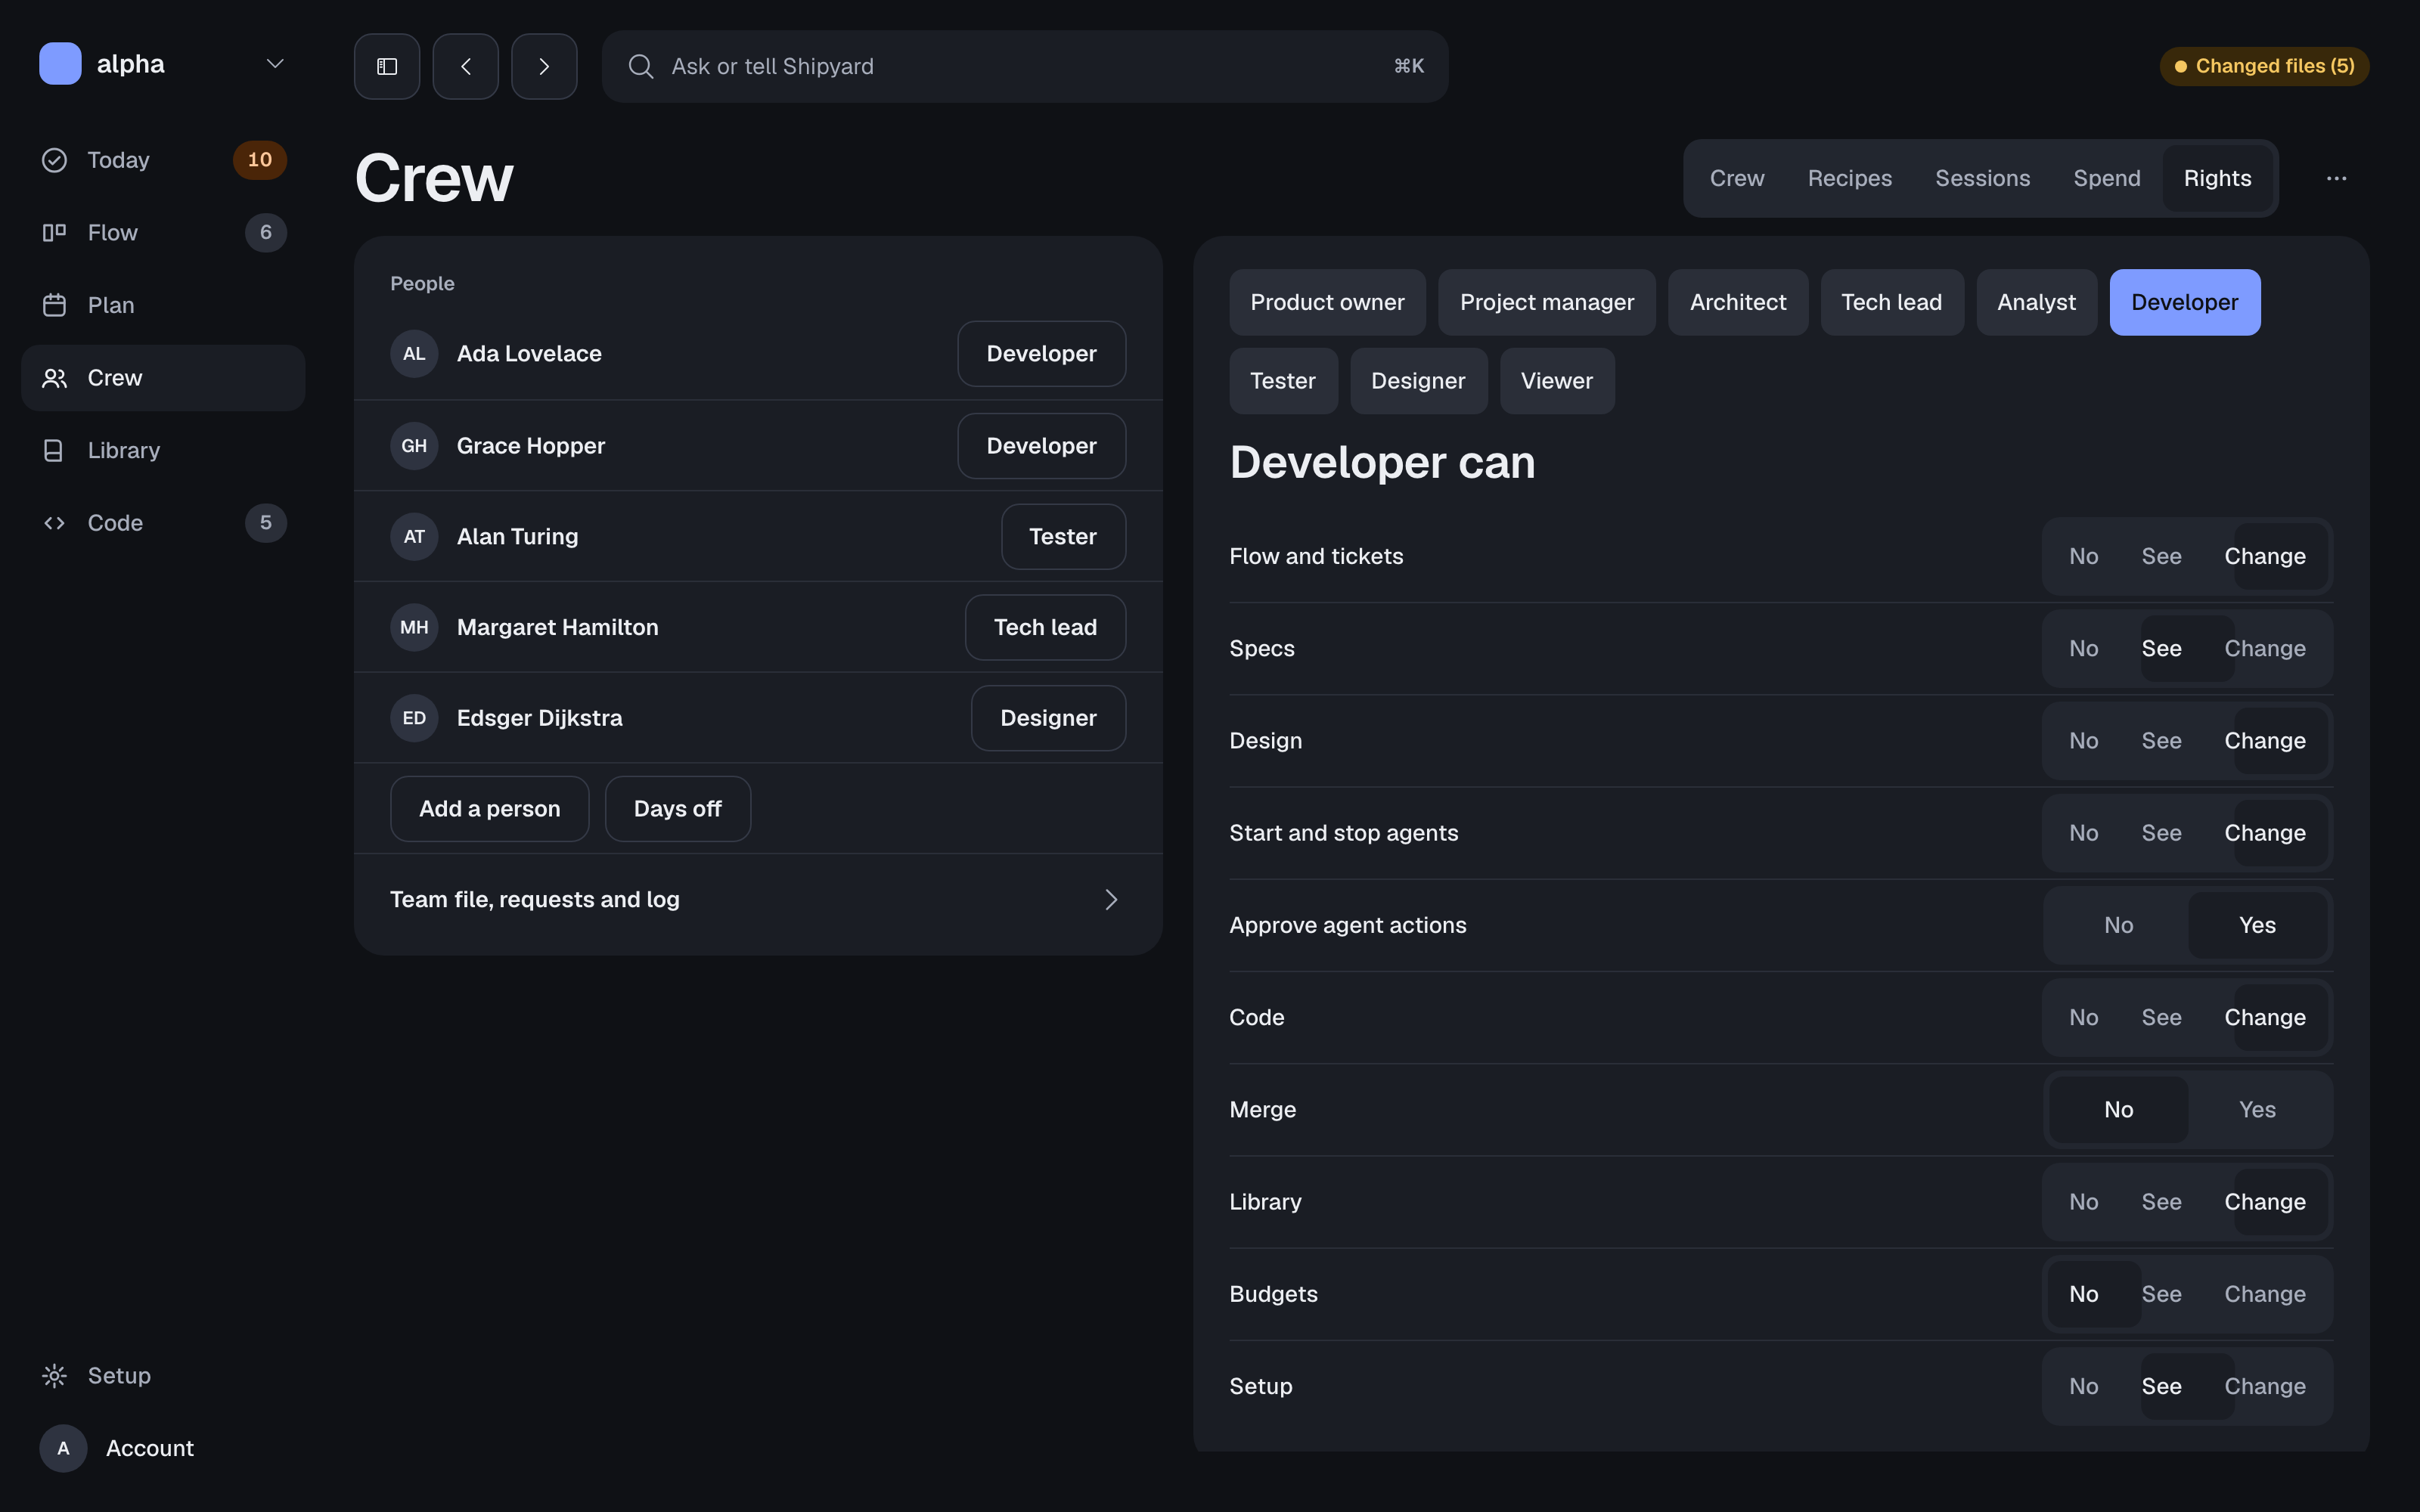 alpha
Ask or tell Shipyard
⌘K
Changed files (5)
Today
10
Flow
6
Plan
Crew
Library
Code
5
Setup
A
Account
Crew
Crew
Recipes
Sessions
Spend
Rights
People
AL
Ada Lovelace
Developer
GH
Grace Hopper
Developer
AT
Alan Turing
Tester
MH
Margaret Hamilton
Tech lead
ED
Edsger Dijkstra
Designer
Add a person
Days off
Team file, requests and log
Product owner
Project manager
Architect
Tech lead
Analyst
Developer
Tester
Designer
Viewer
Developer can
Flow and tickets
No See Change
Specs
No See Change
Design
No See Change
Start and stop agents
No See Change
Approve agent actions
No Yes
Code
No See Change
Merge
No Yes
Library
No See Change
Budgets
No See Change
Setup
No See Change